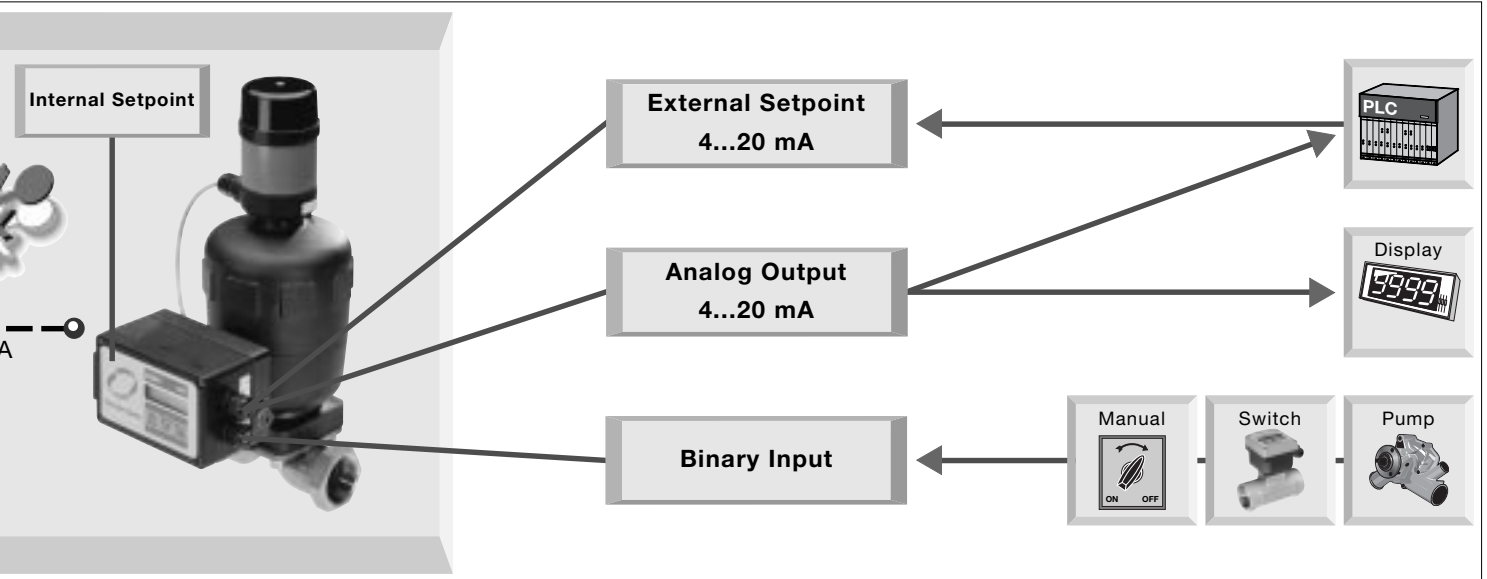 Internal Setpoint
A
External Setpoint
4...20 mA
PLC
Analog Output
4...20 mA
Display
9999
Binary Input
Manual
ON OFF
Switch
Pump